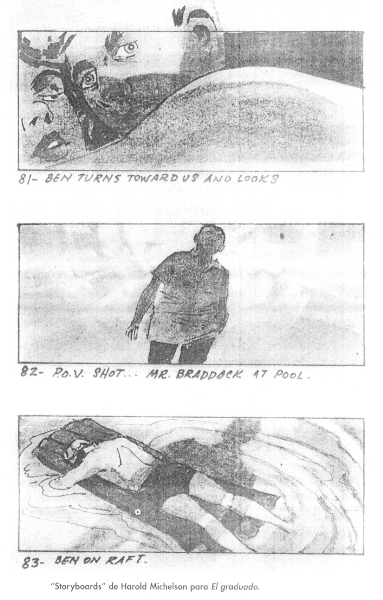 81- BEN TURNS TOWARD US AND LOOKS
82- P.O.V. SHOT... MR. BRADDOCK AT POOL.
83- BEN ON RAFT.
"Storyboards" de Harold Michelson para El graduado.